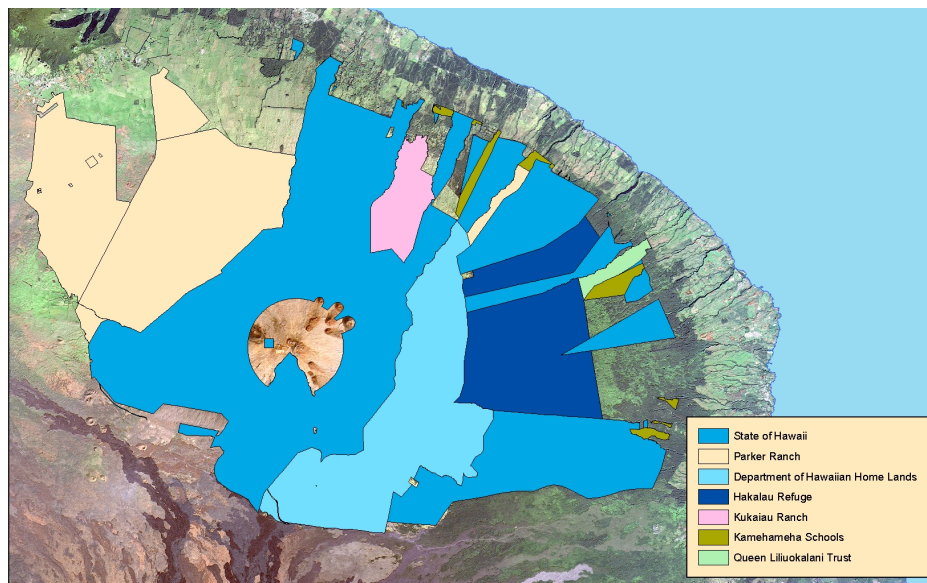 State of Hawaii
Parker Ranch
Department of Hawaiian Home Lands
Hakalau Refuge
Kukaiau Ranch
Kamehameha Schools
Queen Liliuokalani Trust